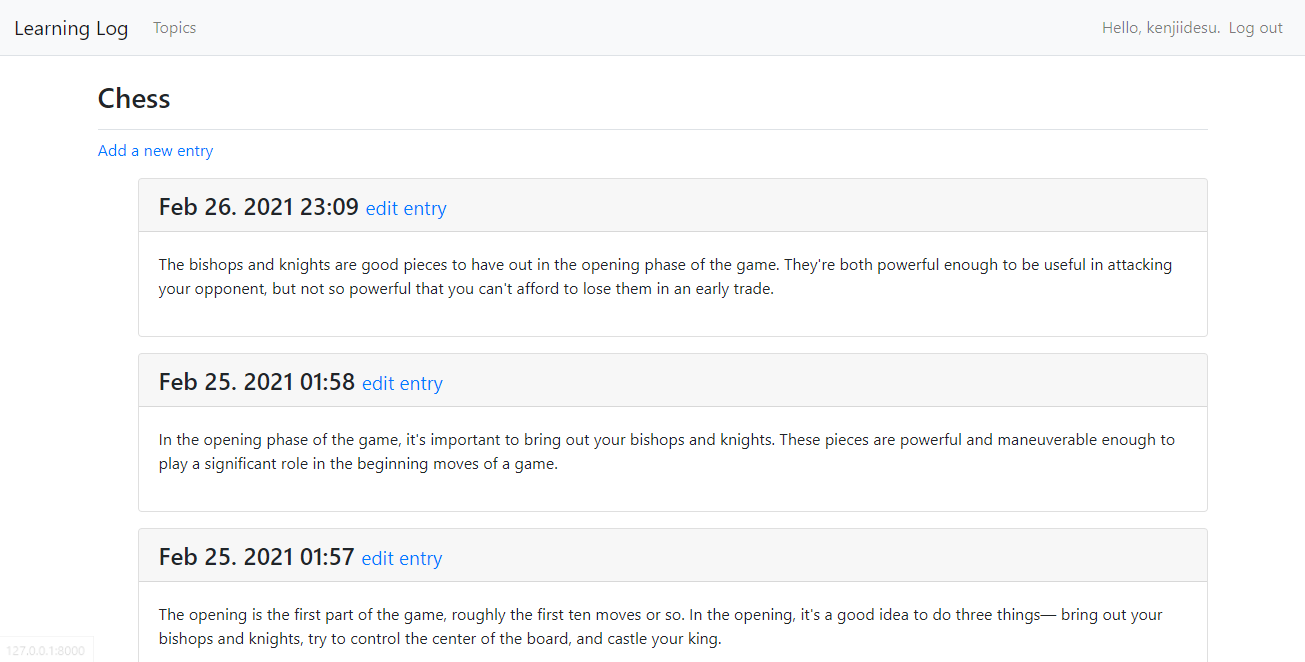 Learning Log Topics Hello, kenjiidesu. Log out
Chess
Add a new entry
Feb 26. 2021 23:09 edit entry
The bishops and knights are good pieces to have out in the opening phase of the game. They're both powerful enough to be useful in attacking
your opponent, but not so powerful that you can't afford to lose them in an early trade.
Feb 25. 2021 01:58 edit entry
In the opening phase of the game, it's important to bring out your bishops and knights. These pieces are powerful and maneuverable enough to
play a significant role in the beginning moves of a game.
Feb 25. 2021 01:57 edit entry
The opening is the first part of the game, roughly the first ten moves or so. In the opening, it's a good idea to do three things— bring out your
bishops and knights, try to control the center of the board, and castle your king.
127.0.0.1:8000